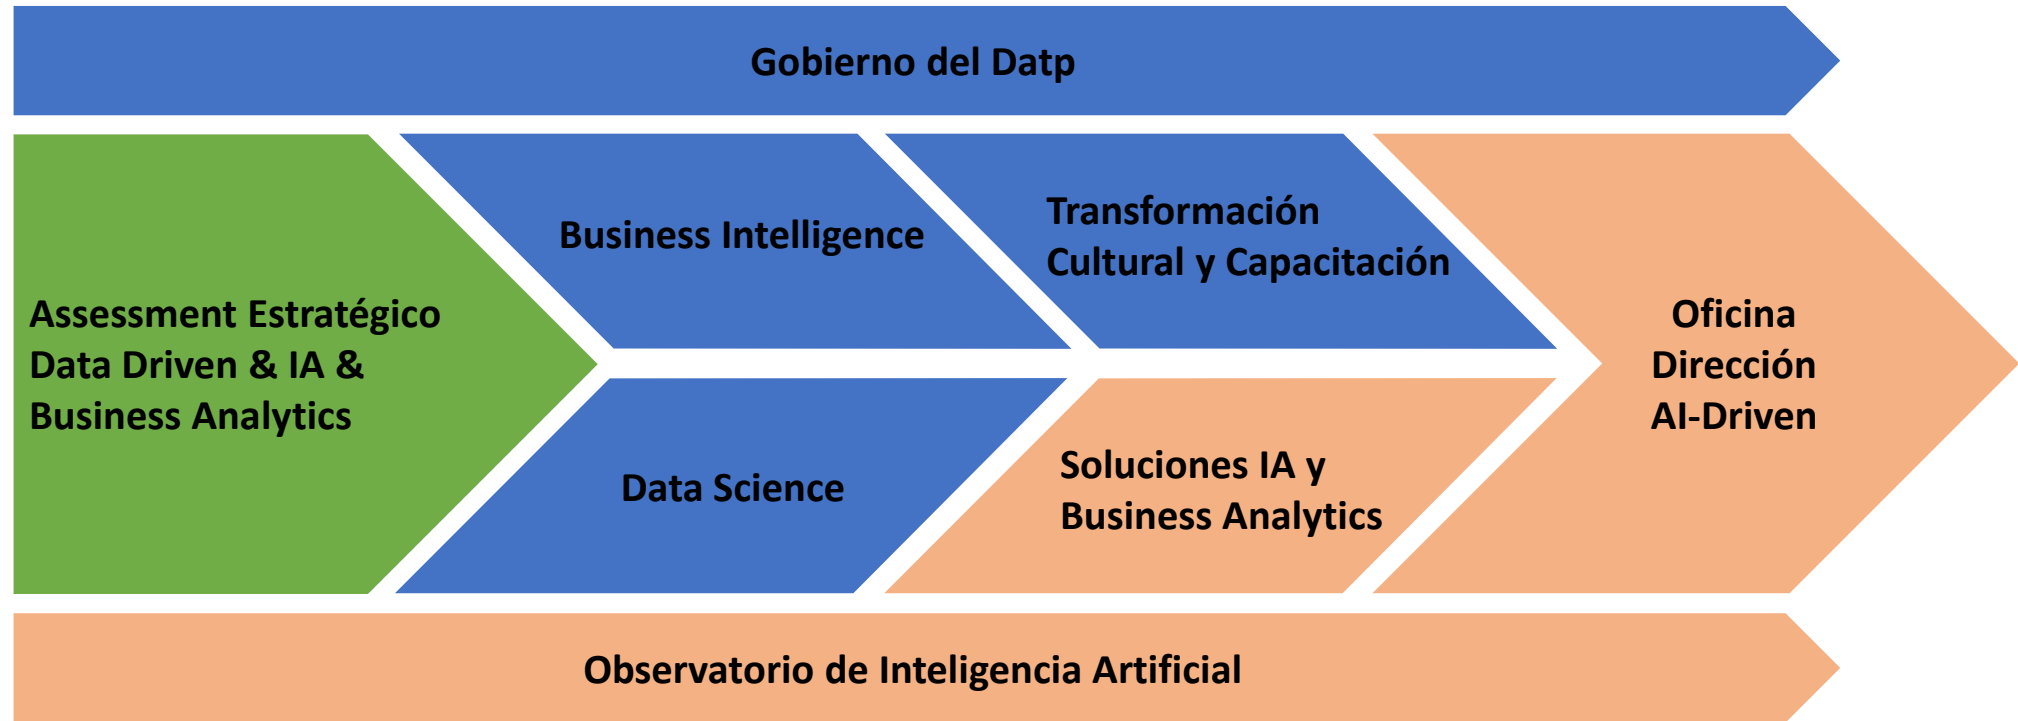 Gobierno del Datp
Assessment Estratégico
Data Driven & IA &
Business Analytics
Business Intelligence
Transformación
Cultural y Capacitación
Data Science
Soluciones IA y
Business Analytics
Oficina
Dirección
AI-Driven
Observatorio de Inteligencia Artificial